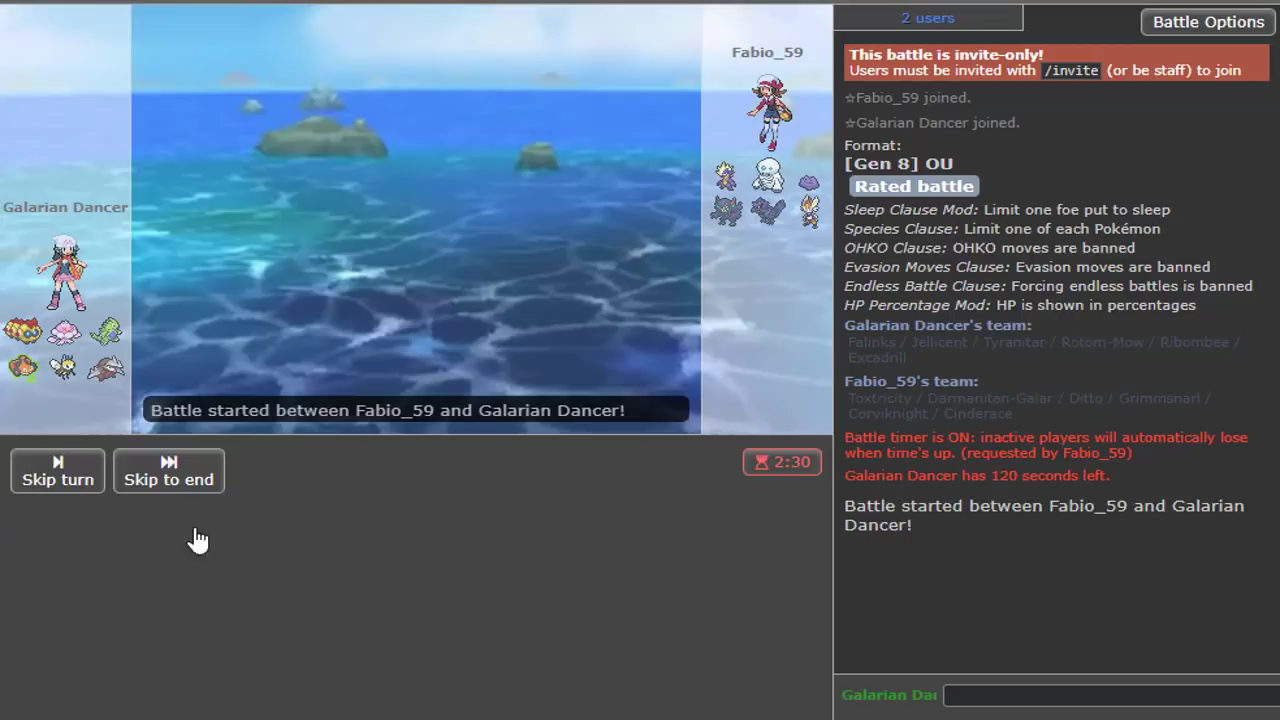 Fabio_59
Galarian Dancer
Battle started between Fabio_59 and Galarian Dancer!
Skip turn
Skip to end
2:30
2 users
Battle Options
This battle is invite-only!
Users must be invited with /invite (or be staff) to join
☆Fabio_59 joined.
☆Galarian Dancer joined.
Format:
[Gen 8] OU
Rated battle
Sleep Clause Mod: Limit one foe put to sleep
Species Clause: Limit one of each Pokémon
OHKO Clause: OHKO moves are banned
Evasion Moves Clause: Evasion moves are banned
Endless Battle Clause: Forcing endless battles is banned
HP Percentage Mod: HP is shown in percentages
Galarian Dancer's team:
Falinks / Jellicent / Tyranitar / Rotom-Mow / Ribombee /
Excadrill
Fabio_59's team:
Toxtricity / Darmanitan-Galar / Ditto / Grimmsnarl /
Corviknight / Cinderace
Battle timer is ON: inactive players will automatically lose
when time's up. (requested by Fabio_59)
Galarian Dancer has 120 seconds left.
Battle started between Fabio_59 and Galarian
Dancer!
Galarian Dai